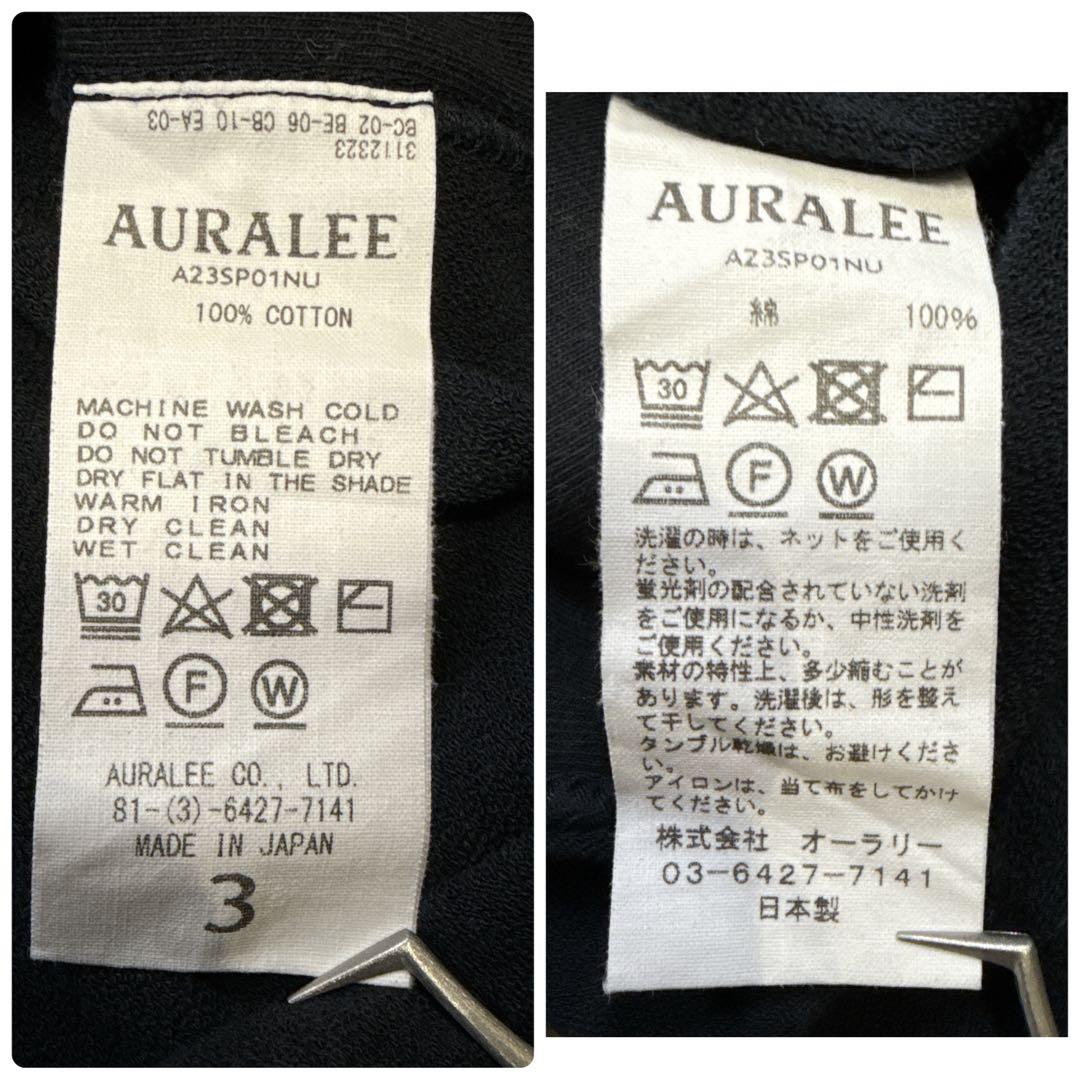 BC-02 BE-06 CB-10 EA-03
3112323
AURALEE
A23SP01NU
100% COTTON
MACHINE WASH COLD
DO NOT BLEACH
DO NOT TUMBLE DRY
DRY FLAT IN THE SHADE
WARM IRON
DRY CLEAN
WET CLEAN
30
F W
AURALEE CO., LTD.
81-(3)-6427-7141
MADE IN JAPAN
3
AURALEE
A23SP01NU
綿 100%
30
F W
洗濯の時は、ネットをご使用く
ださい。
蛍光剤の配合されていない洗剤
をご使用になるか、中性洗剤を
ご使用ください。
素材の特性上、多少縮むことが
あります。洗濯後は、形を整え
て干してください。
タンブル乾燥は、お避けくださ
い。
アイロンは、当て布をしてかけ
てください。
株式会社 オーラリー
03-6427-7141
日本製